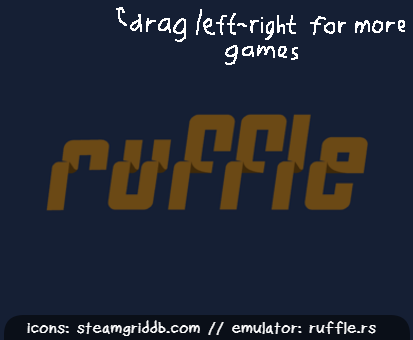 drag left-right for more
games
ruffle
icons: steamgriddb.com // emulator: ruffle.rs